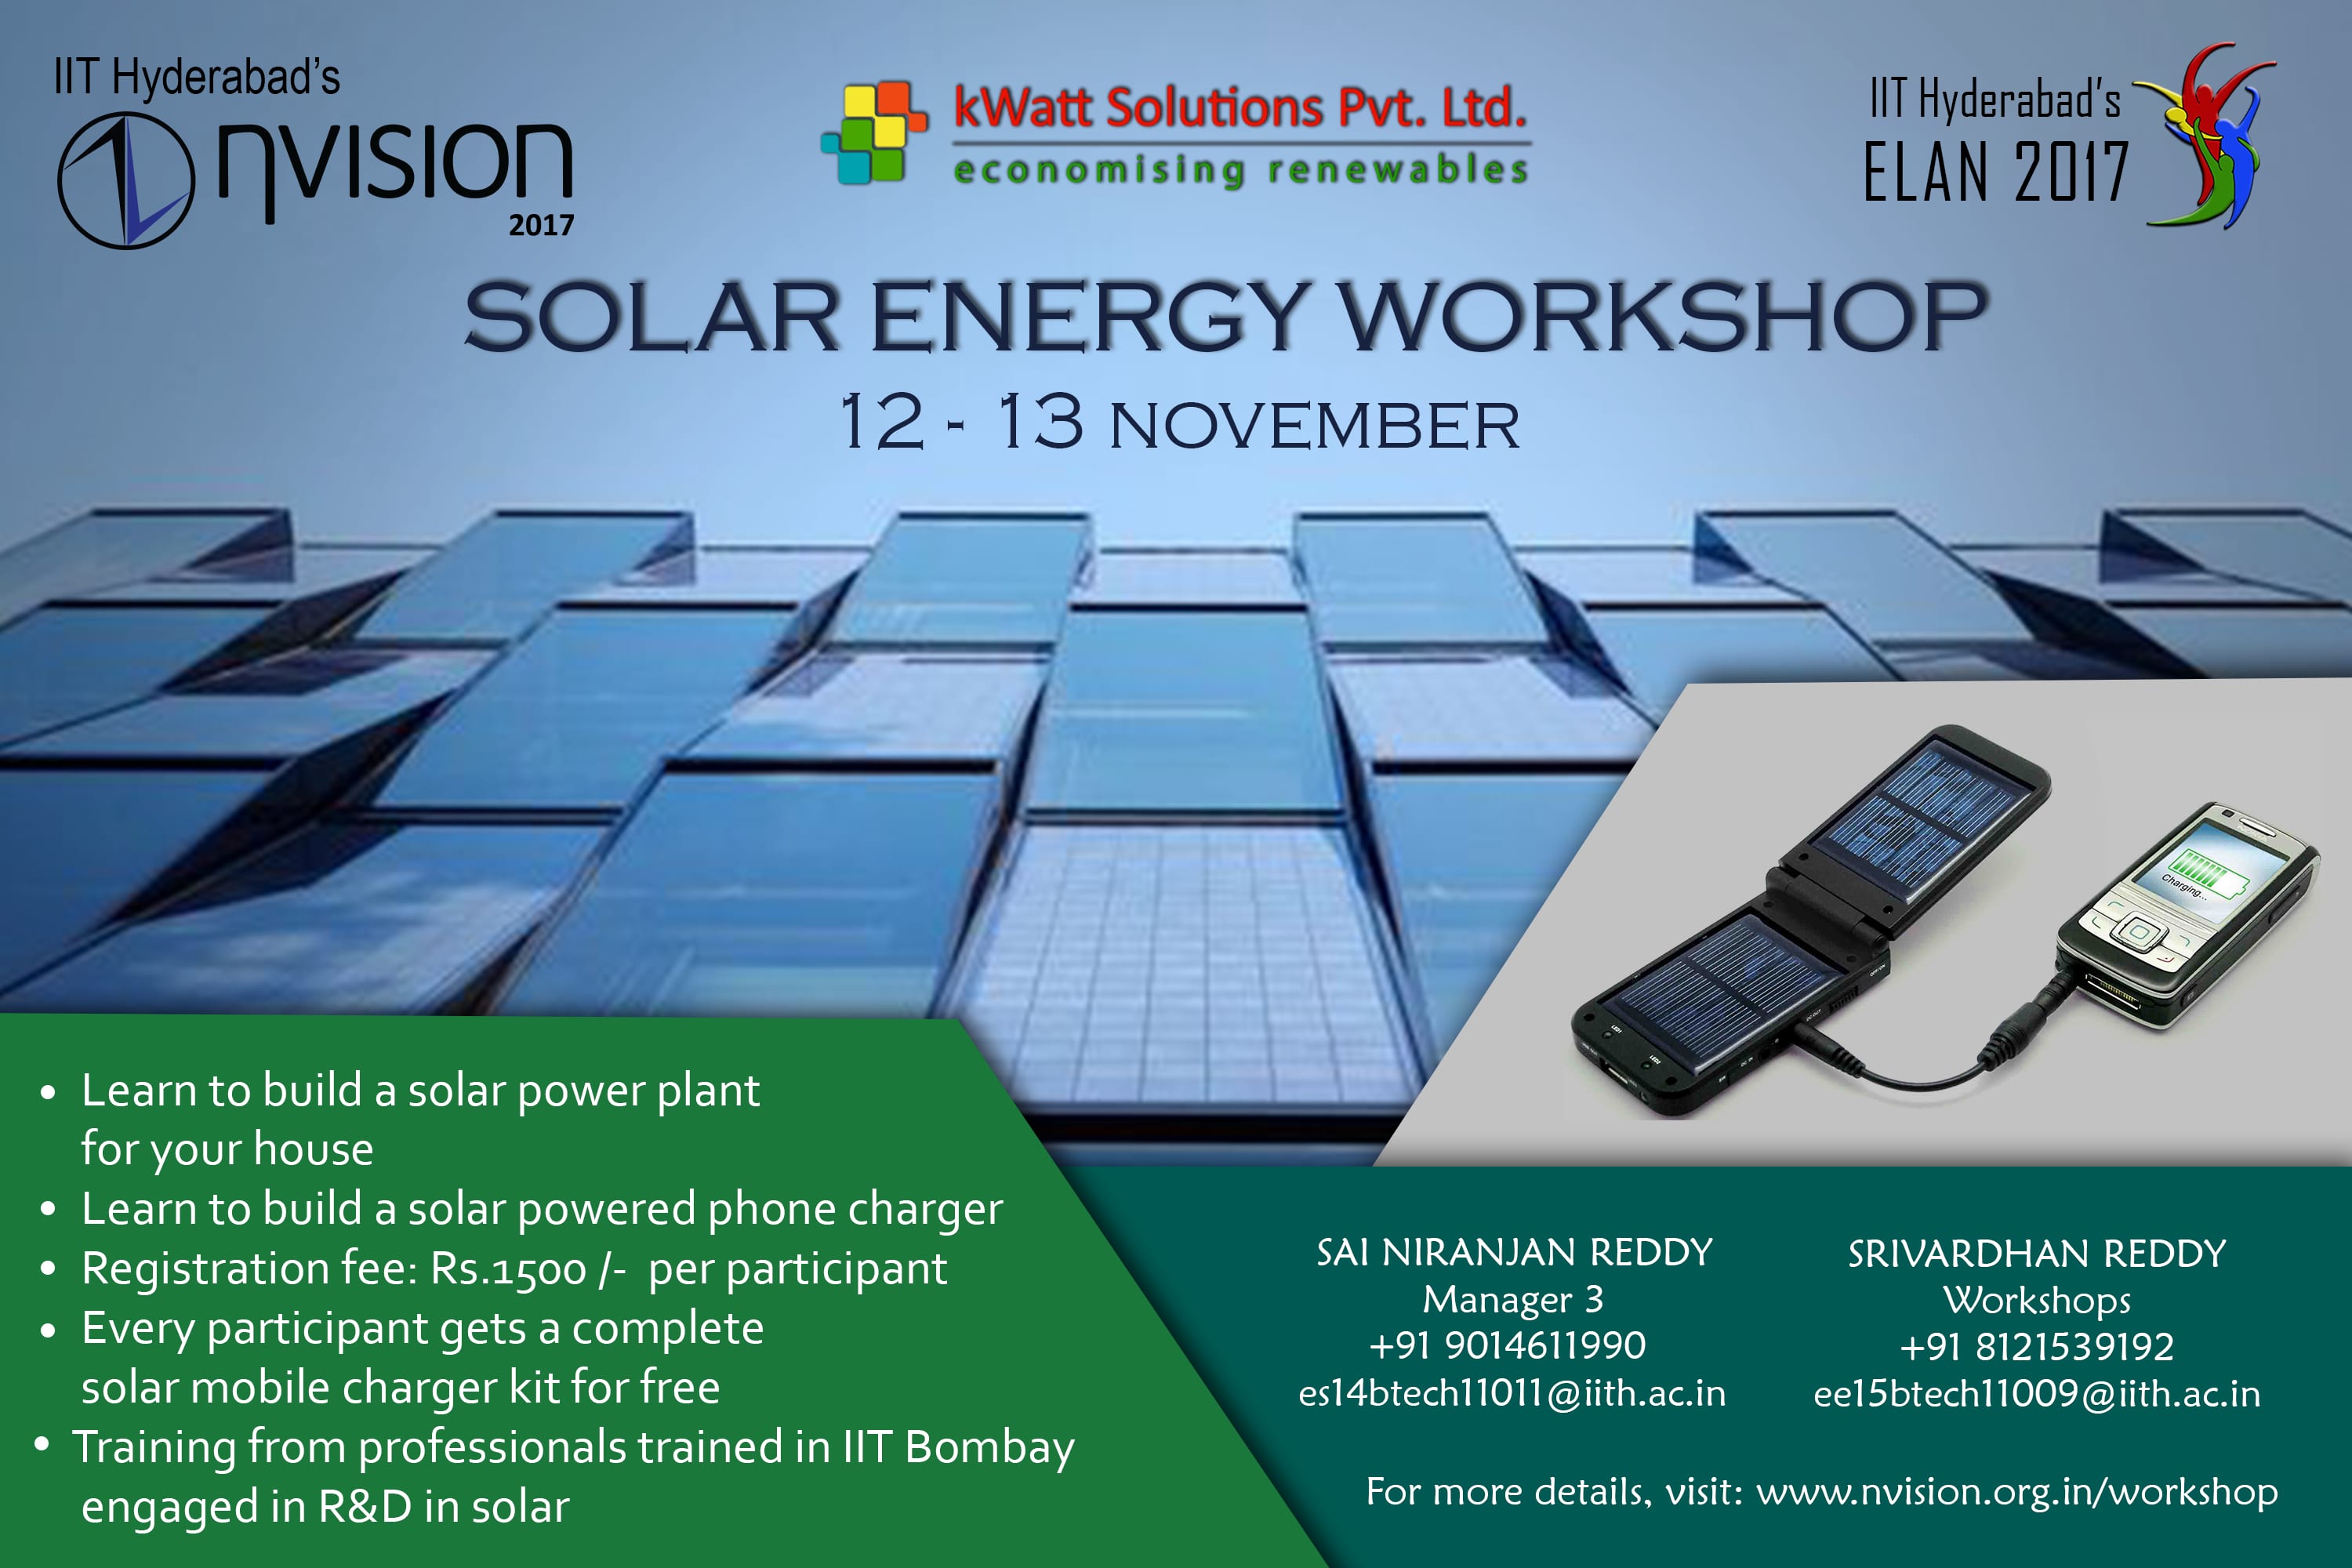 IIT Hyderabad's
ηVISION
2017
kWatt Solutions Pvt. Ltd.
economising renewables
IIT Hyderabad's
ELAN 2017
SOLAR ENERGY WORKSHOP
12 - 13 NOVEMBER
Charging...
• Learn to build a solar power plant
for your house
• Learn to build a solar powered phone charger
• Registration fee: Rs.1500 /- per participant
• Every participant gets a complete
solar mobile charger kit for free
• Training from professionals trained in IIT Bombay
engaged in R&D in solar
SAI NIRANJAN REDDY
Manager 3
+91 9014611990
es14btech11011@iith.ac.in
SRIVARDHAN REDDY
Workshops
+91 8121539192
ee15btech11009@iith.ac.in
For more details, visit: www.nvision.org.in/workshop